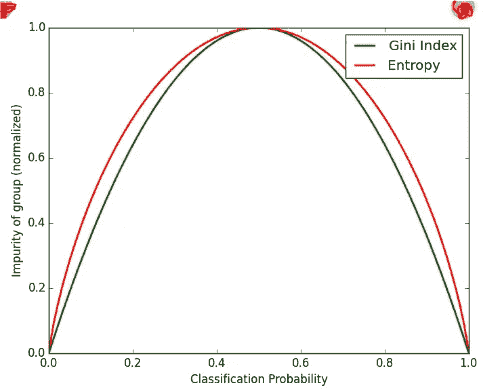 1.0
0.8
0.6
0.4
0.2
0.0
Impurity of group (normalized)
Gini Index
Entropy
0.0 0.2 0.4 0.6 0.8 1.0
Classification Probability